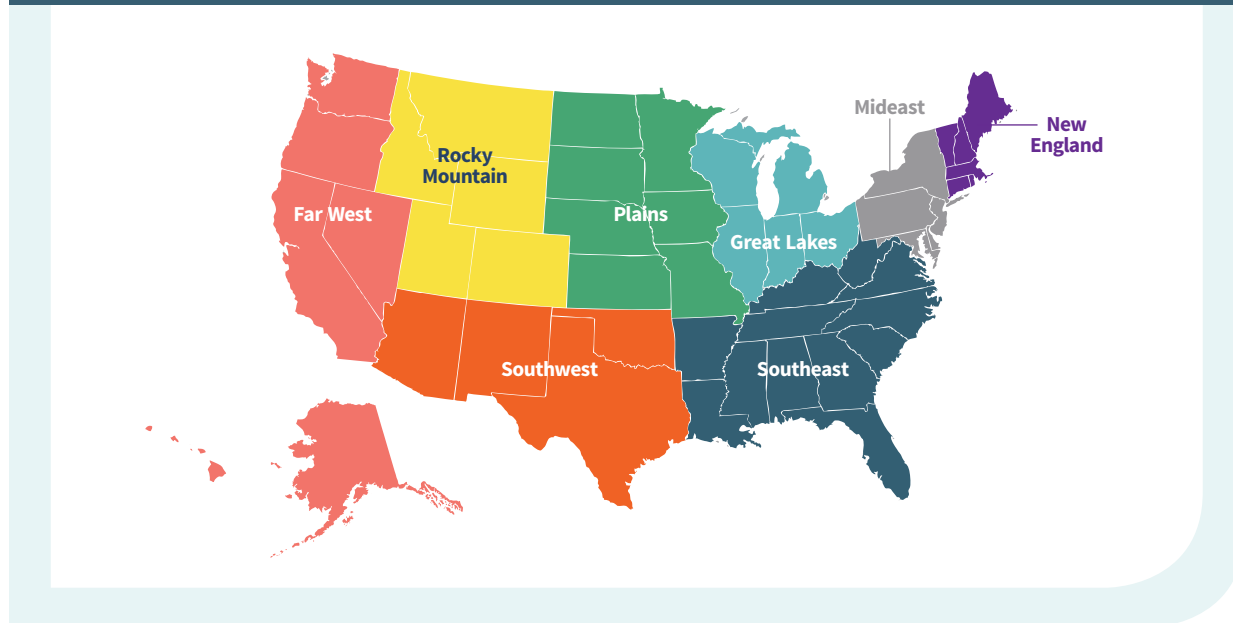 Mideast
New
England
Rocky
Mountain
Far West
Plains
Great Lakes
Southwest
Southeast